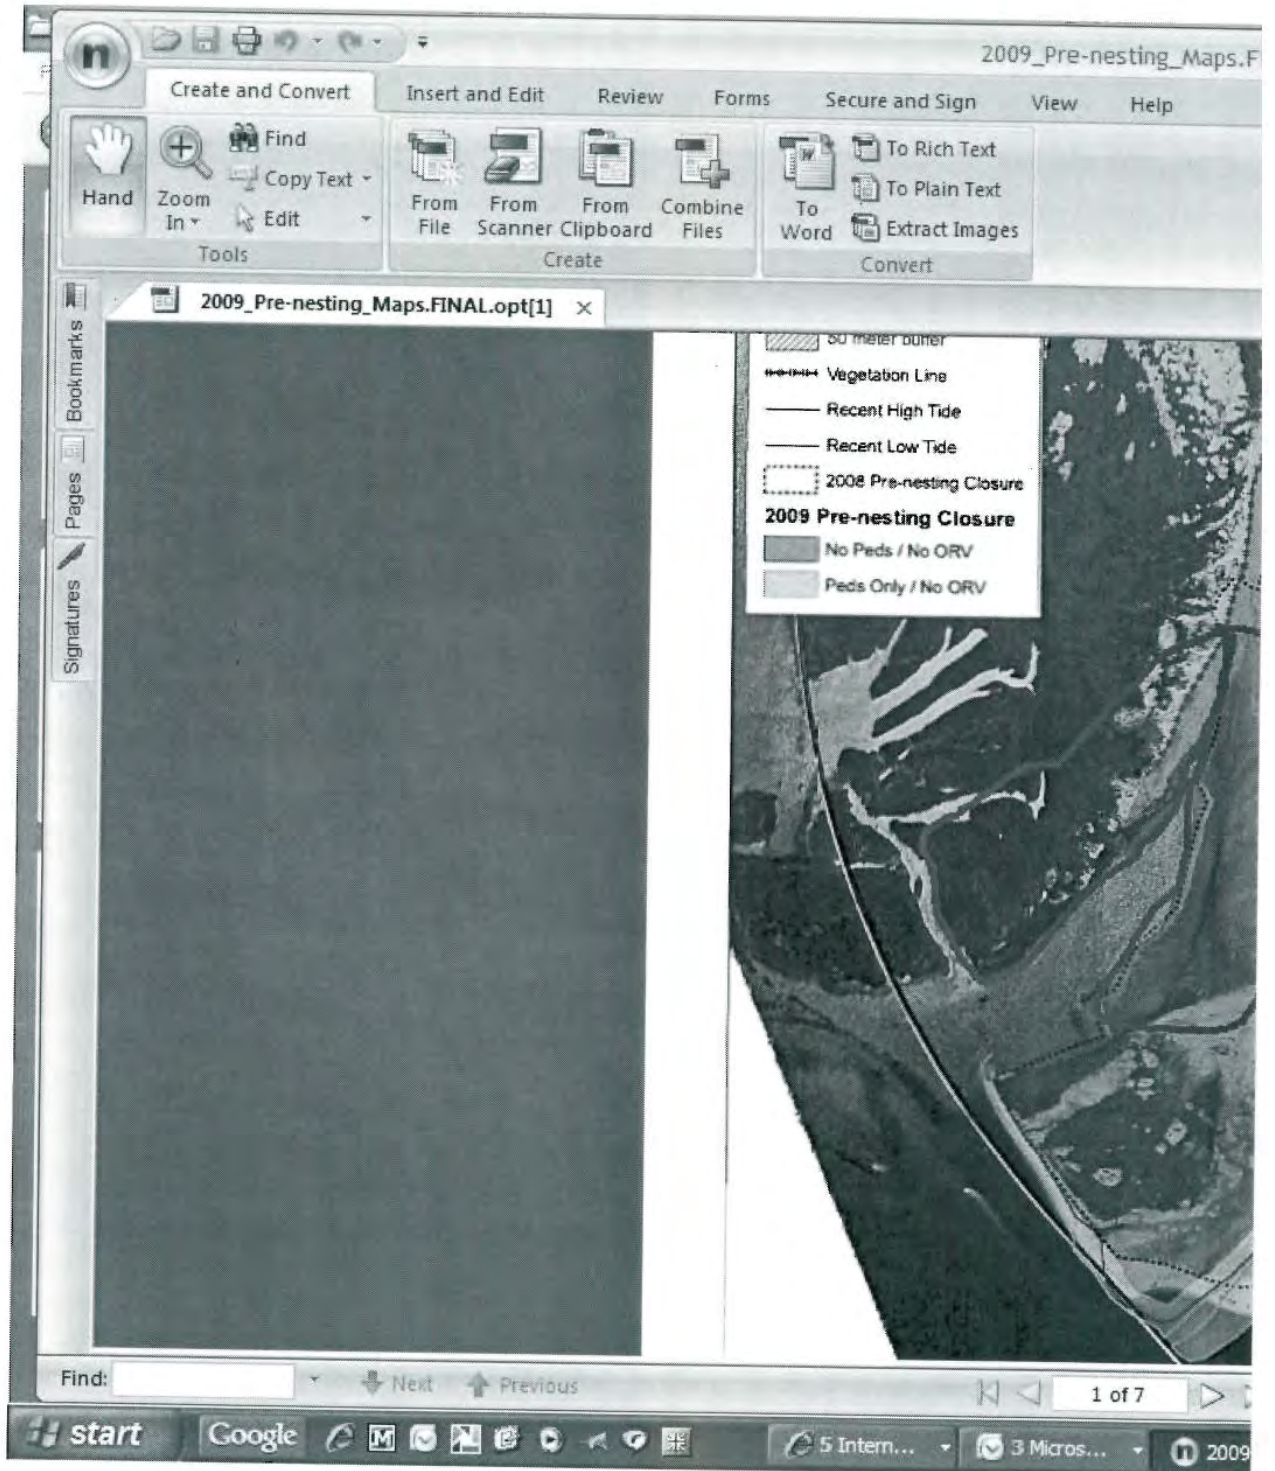 n
2009_Pre-nesting_Maps.F
Create and Convert
Insert and Edit
Review
Forms
Secure and Sign
View
Help
Hand
Zoom In
Find
Copy Text
Edit
Tools
From File
From Scanner
From Clipboard
Combine Files
Create
To Word
To Rich Text
To Plain Text
Extract Images
Convert
2009_Pre-nesting_Maps.FINAL.opt[1]
Bookmarks
Pages
Signatures
50 meter buffer
Vegetation Line
Recent High Tide
Recent Low Tide
2008 Pre-nesting Closure
2009 Pre-nesting Closure
No Peds / No ORV
Peds Only / No ORV
Find:
Next
Previous
1 of 7
start
Google
5 Intern...
3 Micros...
2009